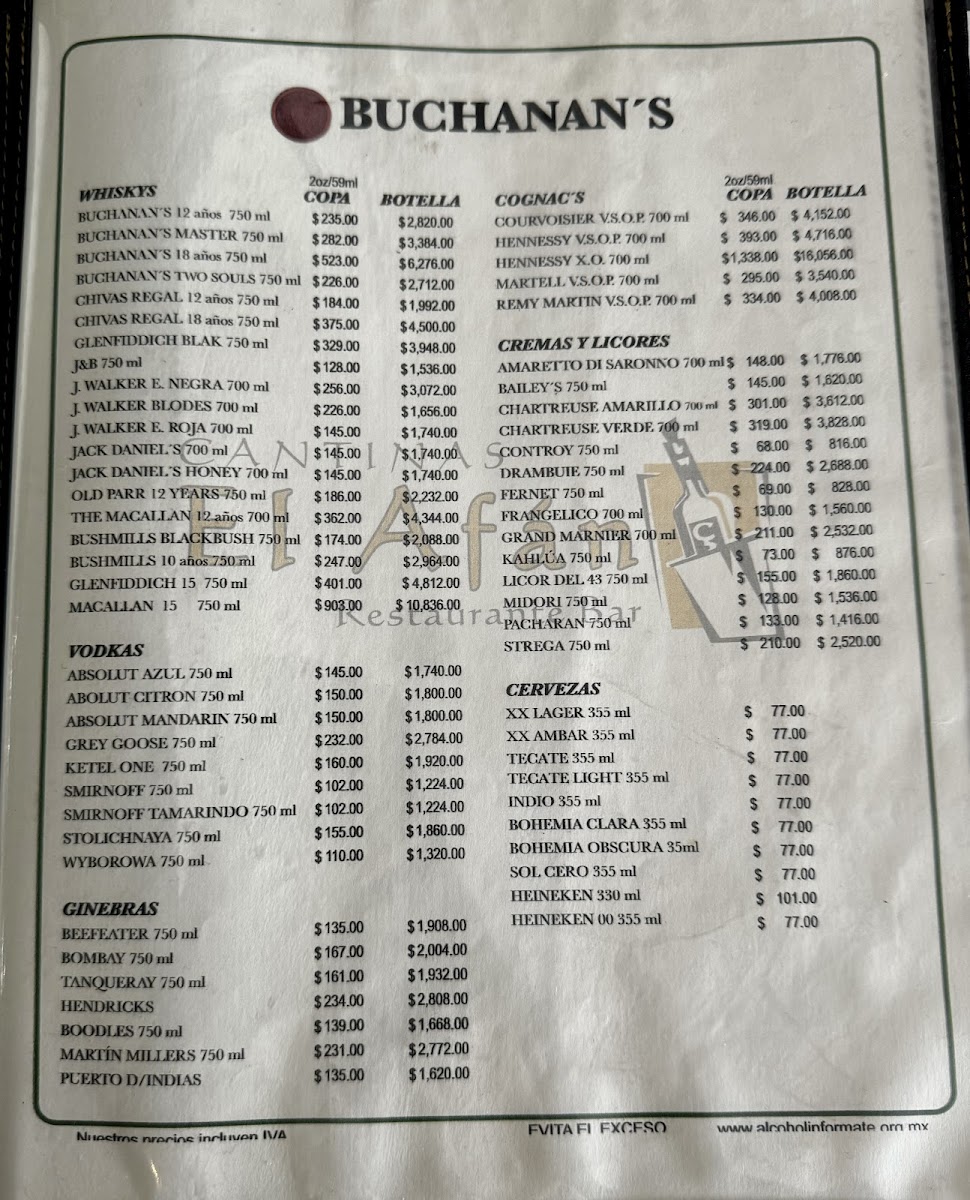 BUCHANAN´S
2oz/59ml
WHISKYS COPA BOTELLA
BUCHANAN´S 12 años 750 ml $235.00 $2,820.00
BUCHANAN´S MASTER 750 ml $282.00 $3,384.00
BUCHANAN´S 18 años 750 ml $523.00 $6,276.00
BUCHANAN´S TWO SOULS 750 ml $226.00 $2,712.00
CHIVAS REGAL 12 años 750 ml $184.00 $1,992.00
CHIVAS REGAL 18 años 750 ml $375.00 $4,500.00
GLENFIDDICH BLAK 750 ml $329.00 $3,948.00
J&B 750 ml $128.00 $1,536.00
J. WALKER E. NEGRA 700 ml $256.00 $3,072.00
J. WALKER BLODES 700 ml $226.00 $1,656.00
J. WALKER E. ROJA 700 ml $145.00 $1,740.00
JACK DANIEL´S 700 ml $145.00 $1,740.00
JACK DANIEL´S HONEY 700 ml $145.00 $1,740.00
OLD PARR 12 YEARS 750 ml $186.00 $2,232.00
THE MACALLAN 12 años 700 ml $362.00 $4,344.00
BUSHMILLS BLACKBUSH 750 ml $174.00 $2,088.00
BUSHMILLS 10 años 750 ml $247.00 $2,964.00
GLENFIDDICH 15 750 ml $401.00 $4,812.00
MACALLAN 15 750 ml $903.00 $10,836.00
VODKAS
ABSOLUT AZUL 750 ml $145.00 $1,740.00
ABOLUT CITRON 750 ml $150.00 $1,800.00
ABSOLUT MANDARIN 750 ml $150.00 $1,800.00
GREY GOOSE 750 ml $232.00 $2,784.00
KETEL ONE 750 ml $160.00 $1,920.00
SMIRNOFF 750 ml $102.00 $1,224.00
SMIRNOFF TAMARINDO 750 ml $102.00 $1,224.00
STOLICHNAYA 750 ml $155.00 $1,860.00
WYBOROWA 750 ml $110.00 $1,320.00
GINEBRAS
BEEFEATER 750 ml $135.00 $1,908.00
BOMBAY 750 ml $167.00 $2,004.00
TANQUERAY 750 ml $161.00 $1,932.00
HENDRICKS $234.00 $2,808.00
BOODLES 750 ml $139.00 $1,668.00
MARTÍN MILLERS 750 ml $231.00 $2,772.00
PUERTO D/INDIAS $135.00 $1,620.00
2oz/59ml
COGNAC´S COPA BOTELLA
COURVOISIER V.S.O.P. 700 ml $ 346.00 $ 4,152.00
HENNESSY V.S.O.P. 700 ml $ 393.00 $ 4,716.00
HENNESSY X.O. 700 ml $1,338.00 $16,056.00
MARTELL V.S.O.P. 700 ml $ 295.00 $ 3,540.00
REMY MARTIN V.S.O.P. 700 ml $ 334.00 $ 4,008.00
CREMAS Y LICORES
AMARETTO DI SARONNO 700 ml $ 148.00 $ 1,776.00
BAILEY´S 750 ml $ 145.00 $ 1,620.00
CHARTREUSE AMARILLO 700 ml $ 301.00 $ 3,612.00
CHARTREUSE VERDE 700 ml $ 319.00 $ 3,828.00
CONTROY 750 ml $ 68.00 $ 816.00
DRAMBUIE 750 ml $ 224.00 $ 2,688.00
FERNET 750 ml $ 69.00 $ 828.00
FRANGELICO 700 ml $ 130.00 $ 1,560.00
GRAND MARNIER 700 ml $ 211.00 $ 2,532.00
KAHLÚA 750 ml $ 73.00 $ 876.00
LICOR DEL 43 750 ml $ 155.00 $ 1,860.00
MIDORI 750 ml $ 128.00 $ 1,536.00
PACHARAN 750 ml $ 133.00 $ 1,416.00
STREGA 750 ml $ 210.00 $ 2,520.00
CERVEZAS
XX LAGER 355 ml $ 77.00
XX AMBAR 355 ml $ 77.00
TECATE 355 ml $ 77.00
TECATE LIGHT 355 ml $ 77.00
INDIO 355 ml $ 77.00
BOHEMIA CLARA 355 ml $ 77.00
BOHEMIA OBSCURA 35ml $ 77.00
SOL CERO 355 ml $ 77.00
HEINEKEN 330 ml $ 101.00
HEINEKEN 00 355 ml $ 77.00
CANTINAS
El Afan
Restaurante Bar
Nuestros precios incluyen IVA EVITA EL EXCESO www.alcoholinformate.org.mx